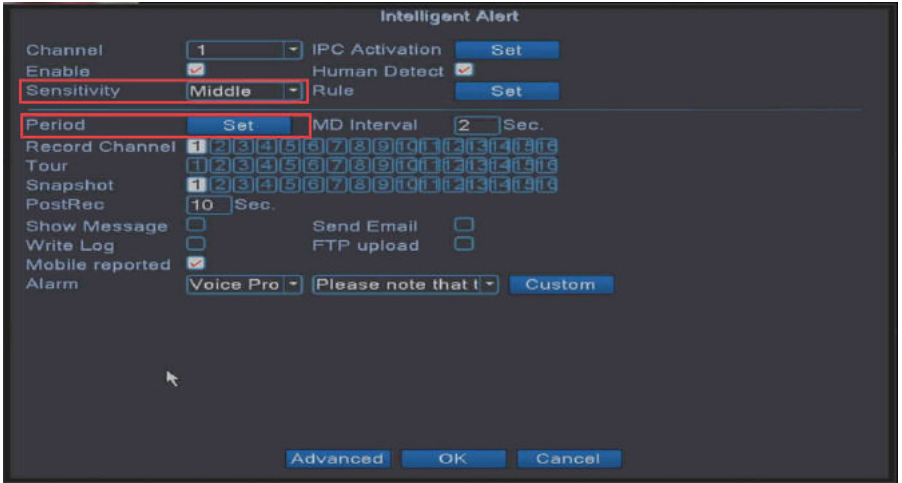 Intelligent Alert
Channel 1 IPC Activation Set
Enable Human Detect
Sensitivity Middle Rule Set
Period Set MD Interval 2 Sec.
Record Channel 1 2 3 4 5 6 7 8 9 10 11 12 13 14 15 16
Tour 1 2 3 4 5 6 7 8 9 10 11 12 13 14 15 16
Snapshot 1 2 3 4 5 6 7 8 9 10 11 12 13 14 15 16
PostRec 10 Sec.
Show Message Send Email
Write Log FTP upload
Mobile reported
Alarm Voice Pro Please note that t Custom
Advanced OK Cancel